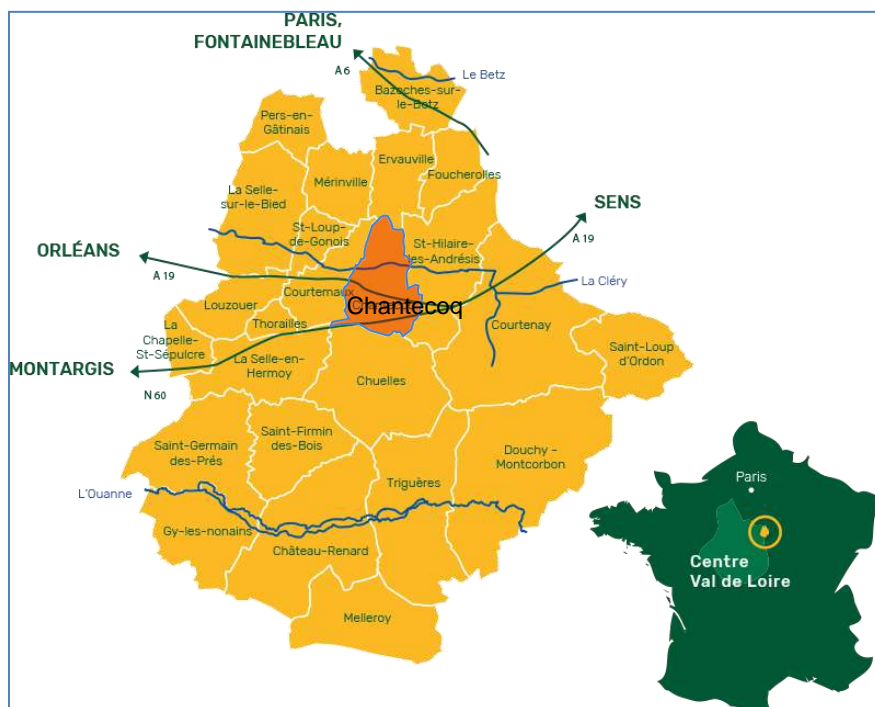 PARIS,
FONTAINEBLEAU
A 6
Le Betz
Bazoches-sur-
le-Betz
Pers-en-
Gâtinais
Ervauville
Mérinville
Foucherolles
La Selle-
sur-le-Bied
SENS
St-Loup-
de-Gonois
St-Hilaire-
les-Andrésis
A 19
ORLÉANS
A 19
La Cléry
Courtemaux
Louzouer
Chantecoq
Thorailles
Courtenay
La
Chapelle-
St-Sépulcre
Saint-Loup
d'Ordon
La Selle-en-
Hermoy
MONTARGIS
Chuelles
N 60
Saint-Firmin
des-Bois
Saint-Germain
des-Prés
Douchy -
Montcorbon
Triguères
Paris
L'Ouanne
Gy-les-nonains
Château-Renard
Centre
Val de Loire
Melleroy